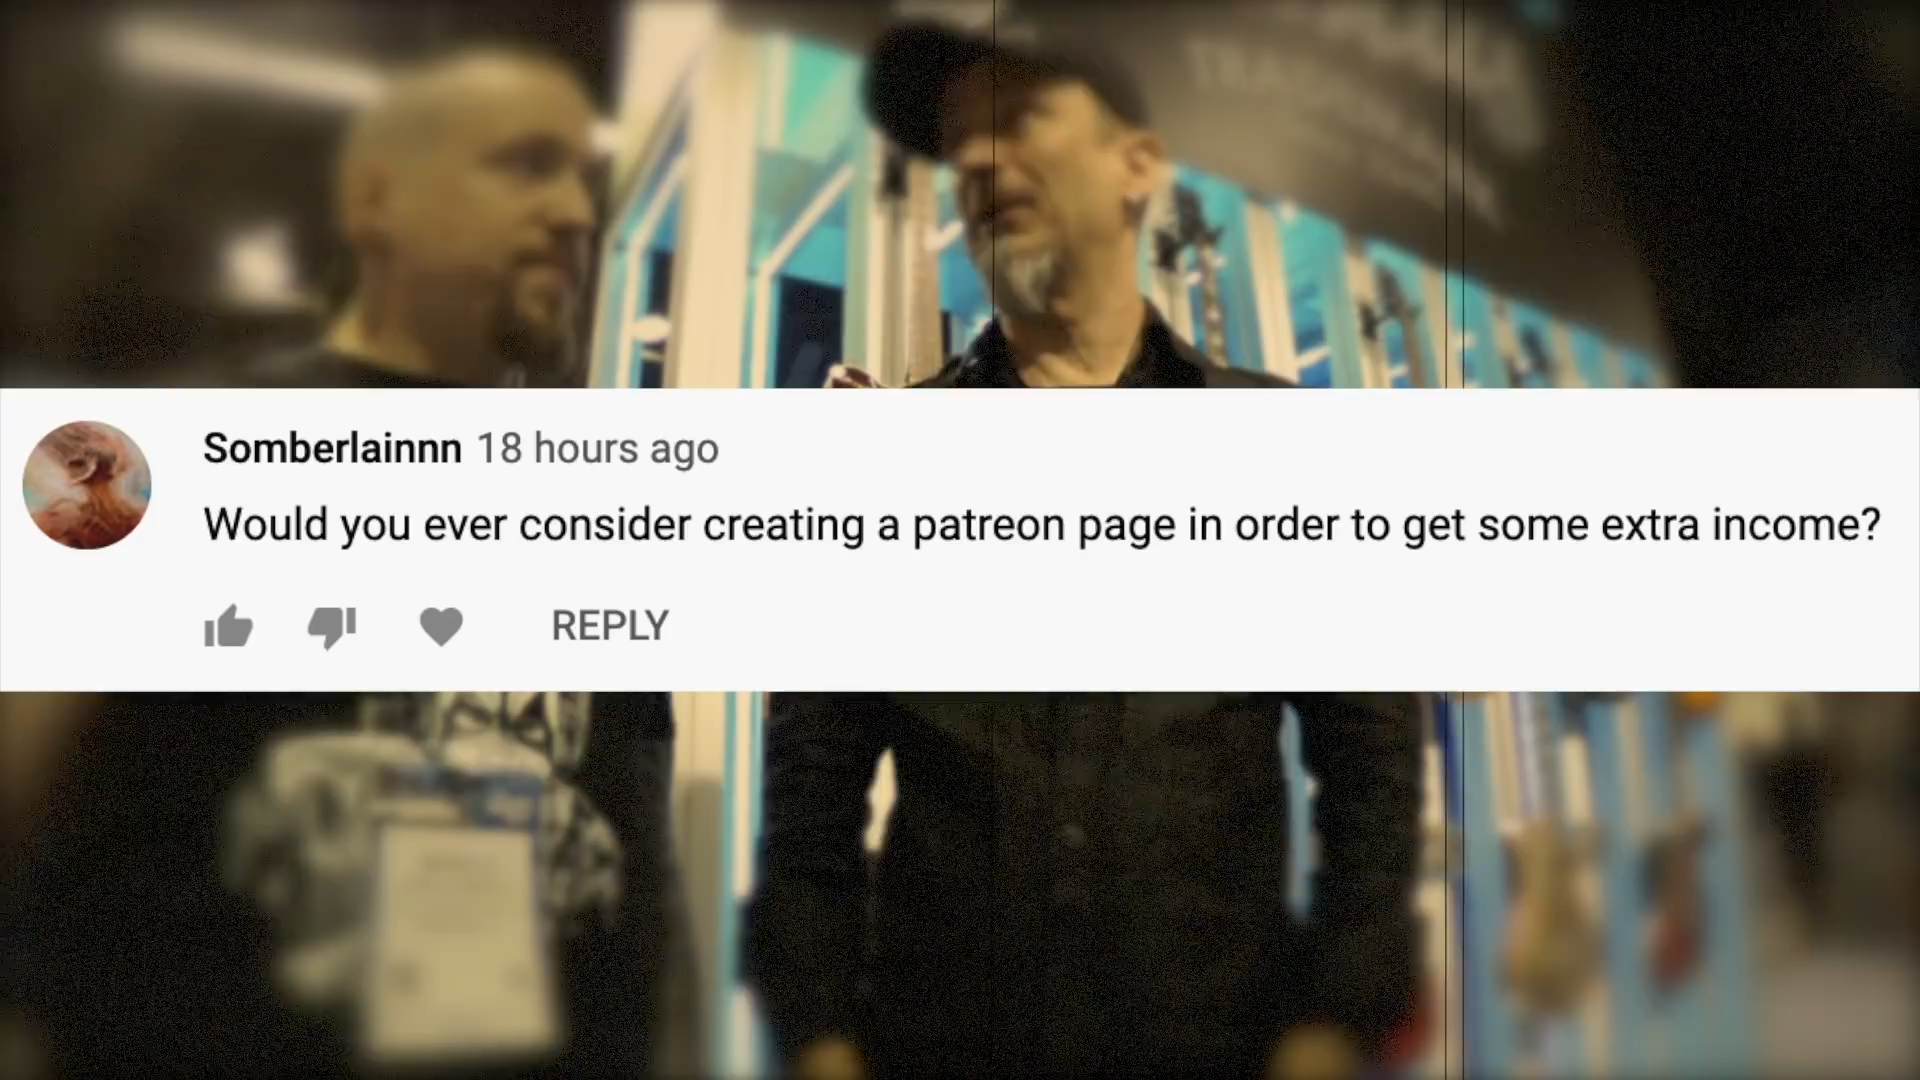 Somberlainnn 18 hours ago
Would you ever consider creating a patreon page in order to get some extra income?
REPLY